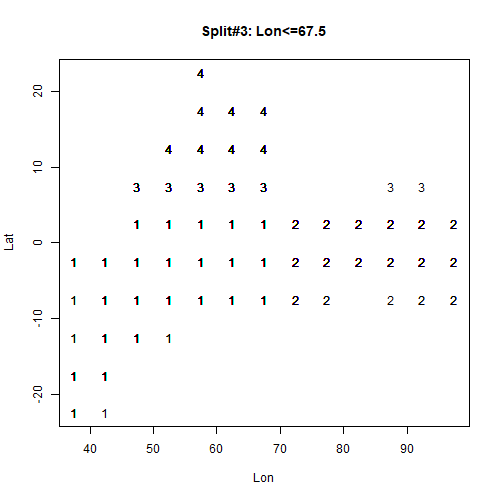 Split#3: Lon<=67.5
4
20
4 4 4
4 4 4 4
10
3 3 3 3 3 3 3
1 1 1 1 1 2 2 2 2 2 2
0
1 1 1 1 1 1 1 2 2 2 2 2 2
1 1 1 1 1 1 1 2 2 2 2 2
-10
1 1 1 1
1 1
-20
1 1
40 50 60 70 80 90
Lat
Lon